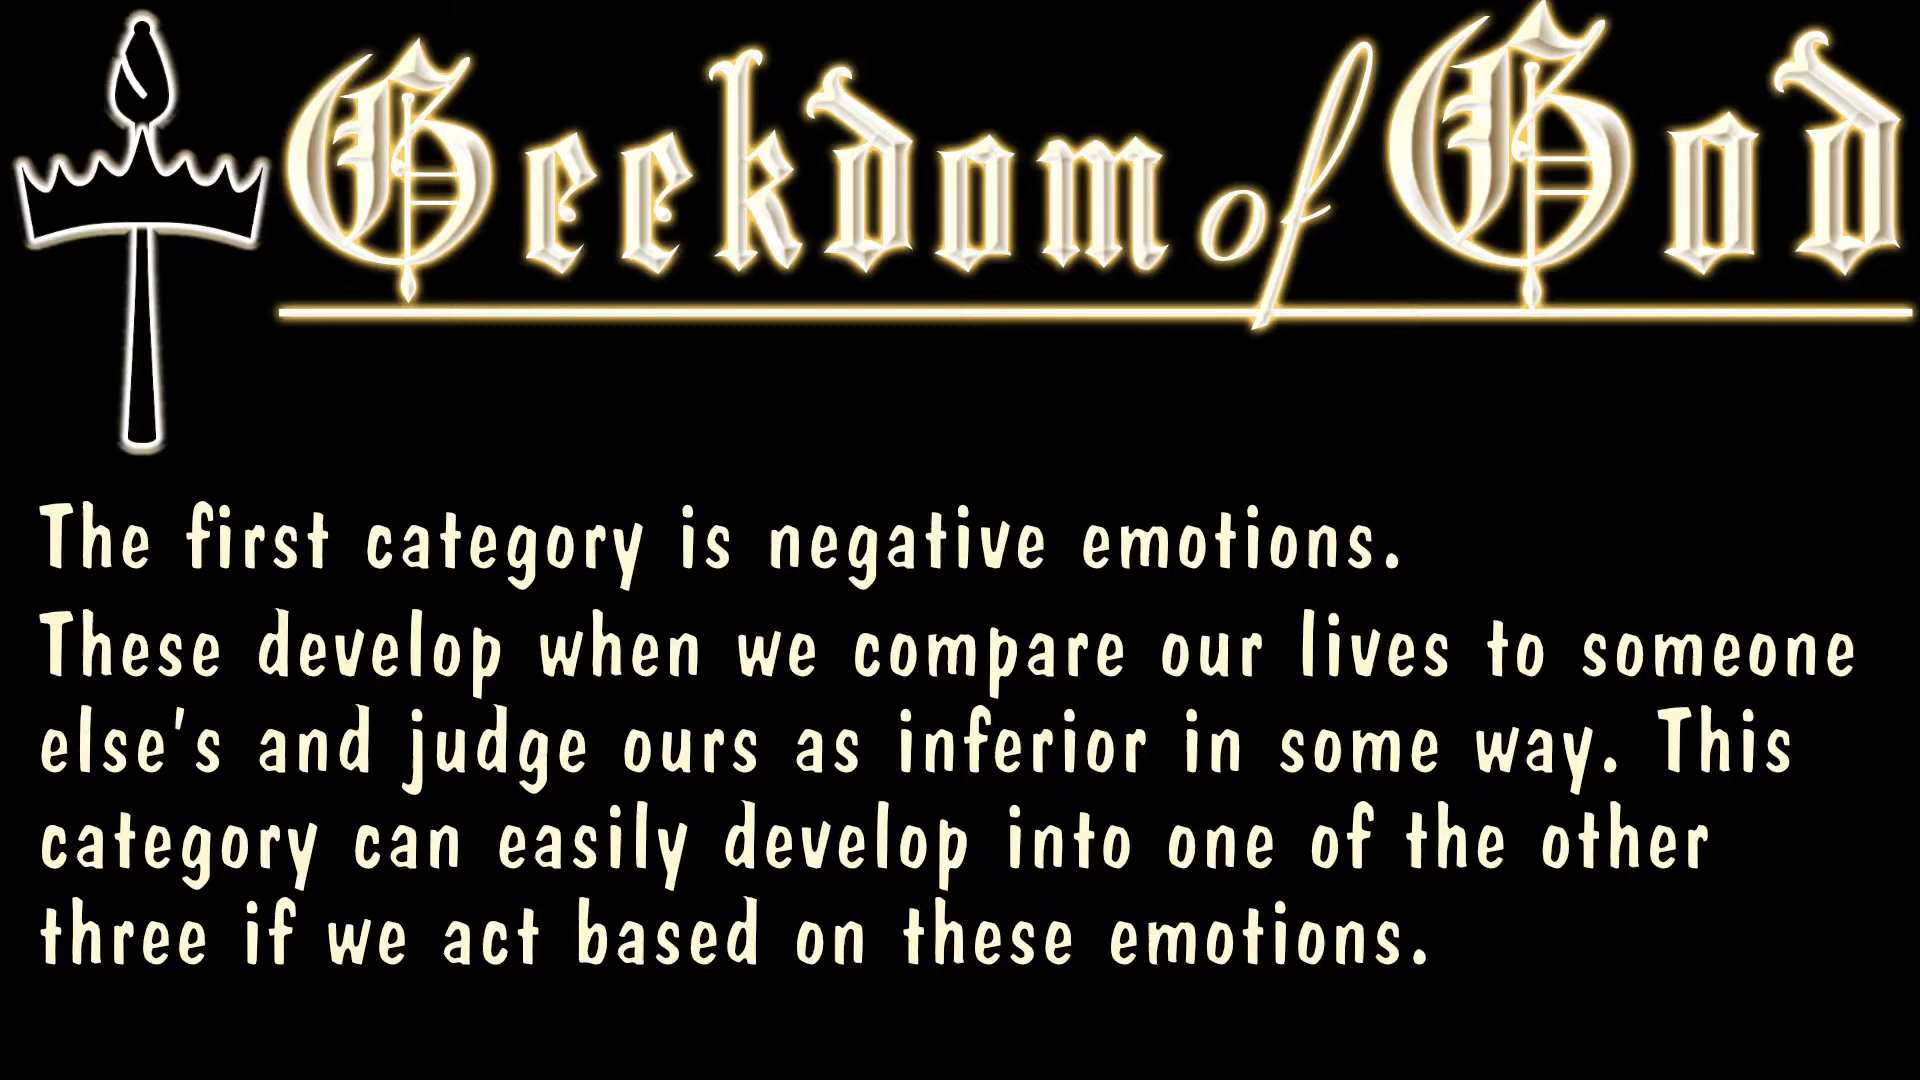 Geekdom of God
The first category is negative emotions.
These develop when we compare our lives to someone
else's and judge ours as inferior in some way. This
category can easily develop into one of the other
three if we act based on these emotions.